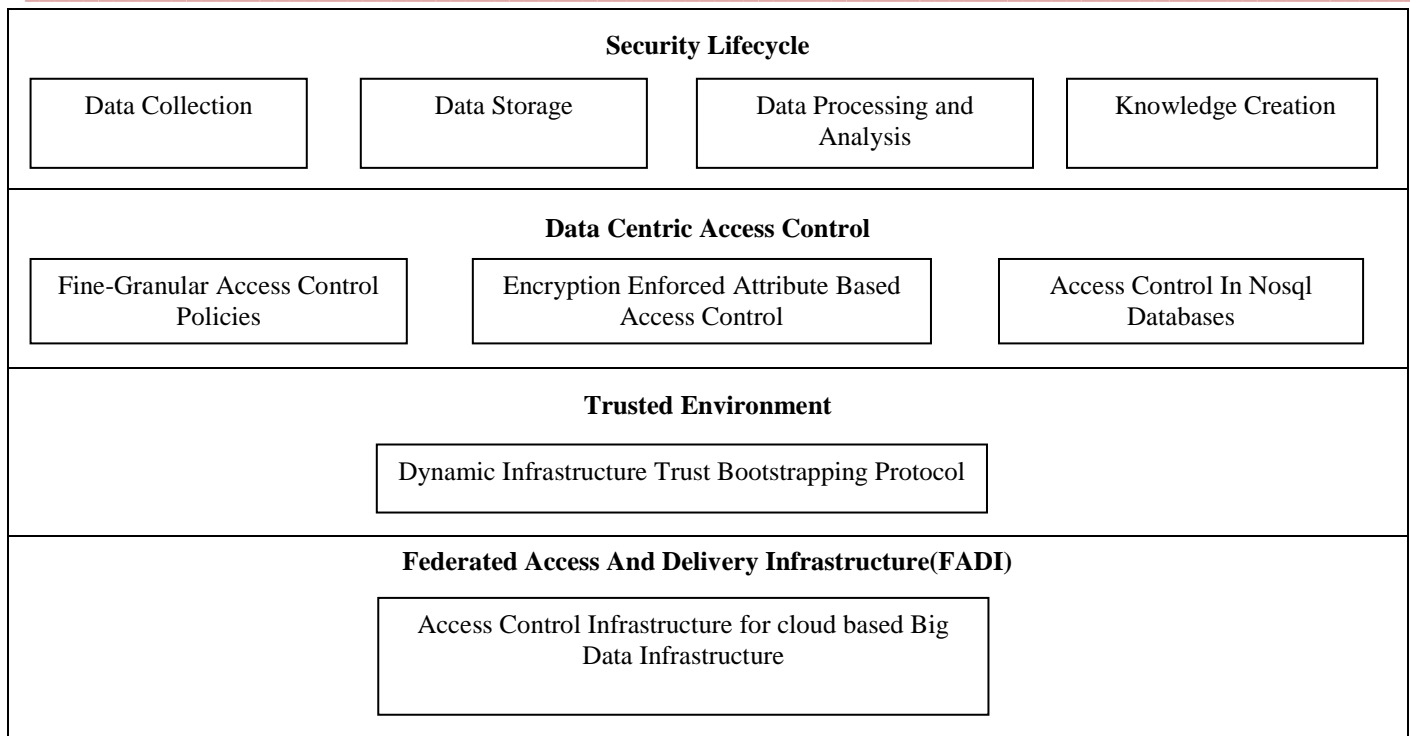 Security Lifecycle
Data Collection
Data Storage
Data Processing and
Analysis
Knowledge Creation
Data Centric Access Control
Fine-Granular Access Control
Policies
Encryption Enforced Attribute Based
Access Control
Access Control In Nosql
Databases
Trusted Environment
Dynamic Infrastructure Trust Bootstrapping Protocol
Federated Access And Delivery Infrastructure(FADI)
Access Control Infrastructure for cloud based Big
Data Infrastructure